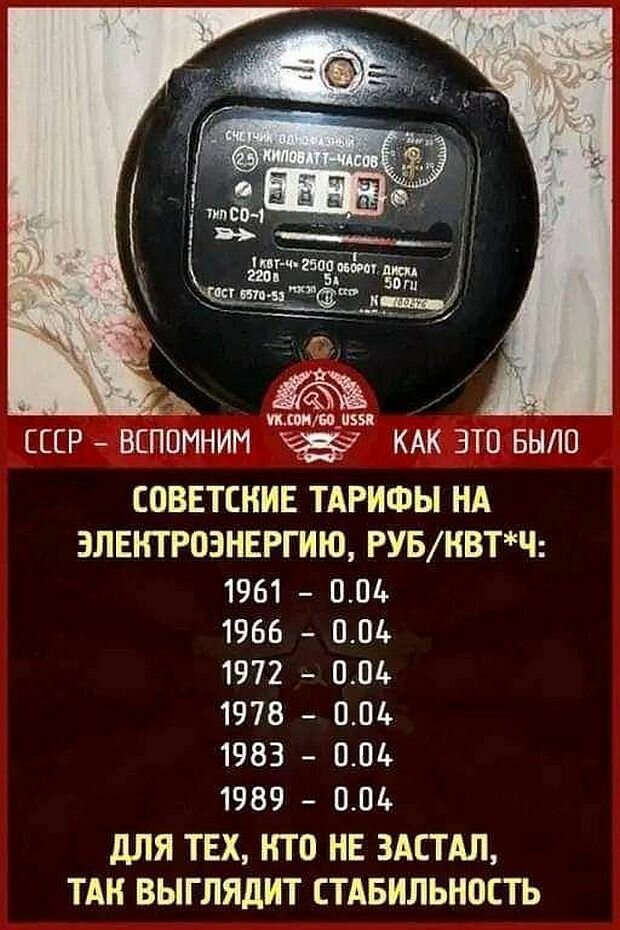 СЧЕТЧИК ОДНОФАЗНЫЙ
2,5 КИЛОВАТТ-ЧАСОВ
ТИП СО-1
1 КВТ-Ч= 2500 ОБОРОТ. ДИСКА
220 В 5А 50 ГЦ
ГОСТ 6570-53 МЭСЭП СССР N
VK.COM/GO_USSR
СССР – ВСПОМНИМ КАК ЭТО БЫЛО
СОВЕТСКИЕ ТАРИФЫ НА
ЭЛЕКТРОЭНЕРГИЮ, РУБ/КВТ*Ч:
1961 – 0.04
1966 – 0.04
1972 – 0.04
1978 – 0.04
1983 – 0.04
1989 – 0.04
ДЛЯ ТЕХ, КТО НЕ ЗАСТАЛ,
ТАК ВЫГЛЯДИТ СТАБИЛЬНОСТЬ